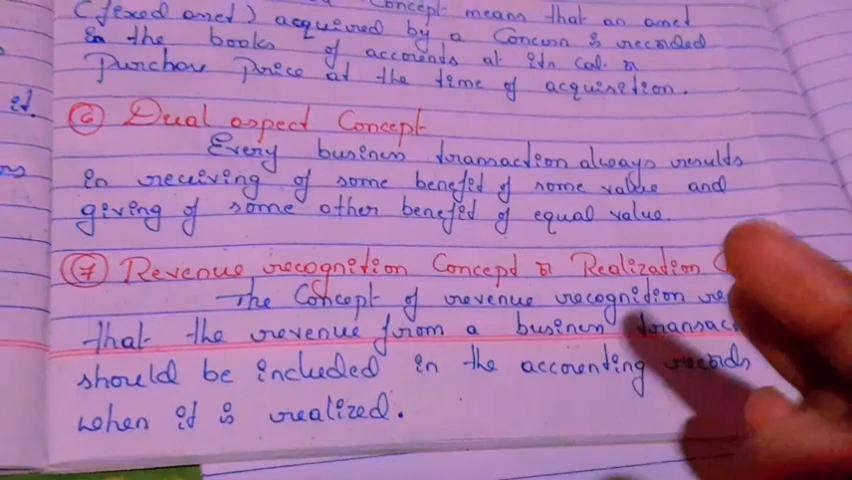 Concept means that an asset
(fixed asset) acquired by a Concern is recorded
in the books of accounts at its cost or
Purchase Price at the time of acquisition.
it.
⑥ Dual aspect Concept
Every business transaction always results
in receiving of some benefit of some value and
giving of some other benefit of equal value.
⑦ Revenue recognition Concept or Realization
The Concept of revenue recognition
that the revenue from a business
should be included in the accounting records
when it is realized.